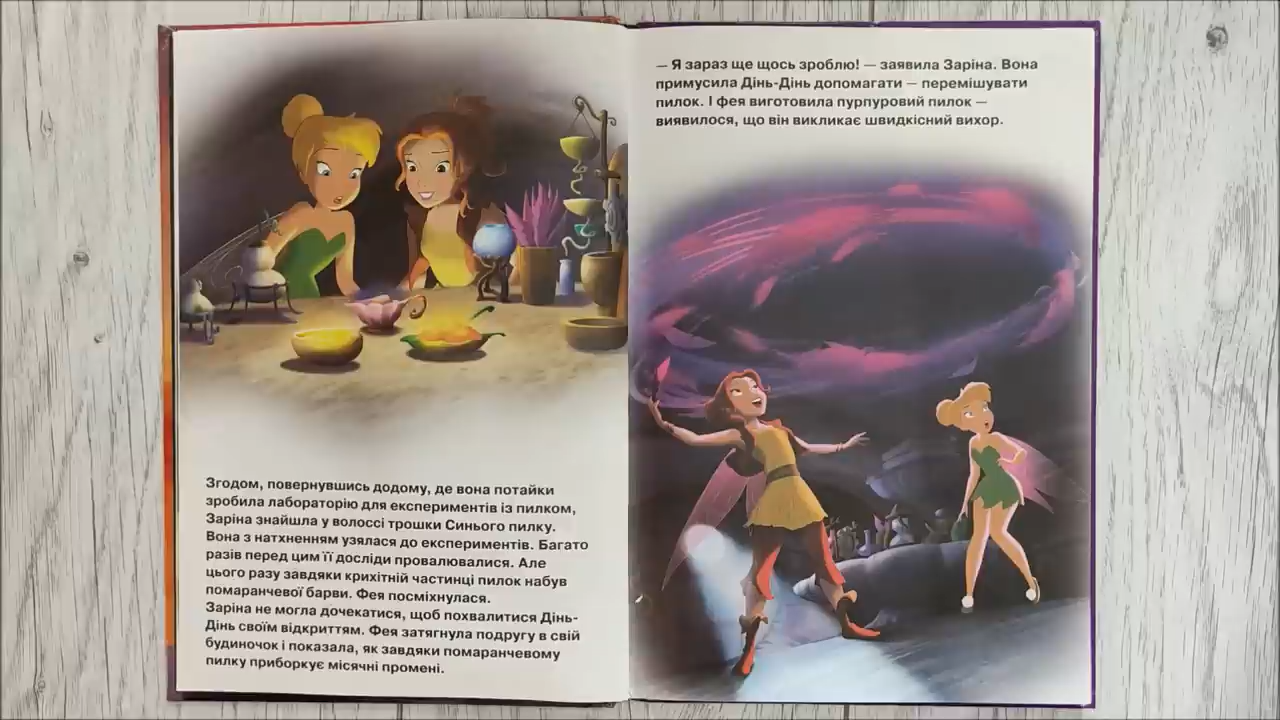 Згодом, повернувшись додому, де вона потайки
зробила лабораторію для експериментів із пилком,
Заріна знайшла у волоссі трошки Синього пилку.
Вона з натхненням узялася до експериментів. Багато
разів перед цим її досліди провалювалися. Але
цього разу завдяки крихітній частинці пилок набув
помаранчевої барви. Фея посміхнулася.
Заріна не могла дочекатися, щоб похвалитися Дінь-
Дінь своїм відкриттям. Фея затягнула подругу в свій
будиночок і показала, як завдяки помаранчевому
пилку приборкує місячні промені.
— Я зараз ще щось зроблю! — заявила Заріна. Вона
примусила Дінь-Дінь допомагати — перемішувати
пилок. І фея виготовила пурпуровий пилок —
виявилося, що він викликає швидкісний вихор.